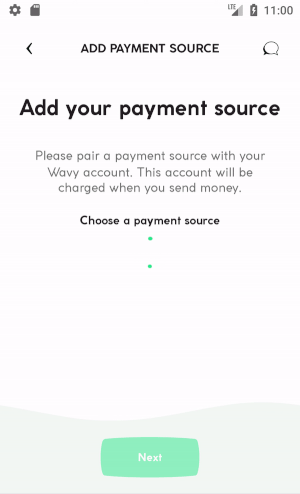 LTE 11:00
ADD PAYMENT SOURCE
Add your payment source
Please pair a payment source with your
Wavy account. This account will be
charged when you send money.
Choose a payment source
Next